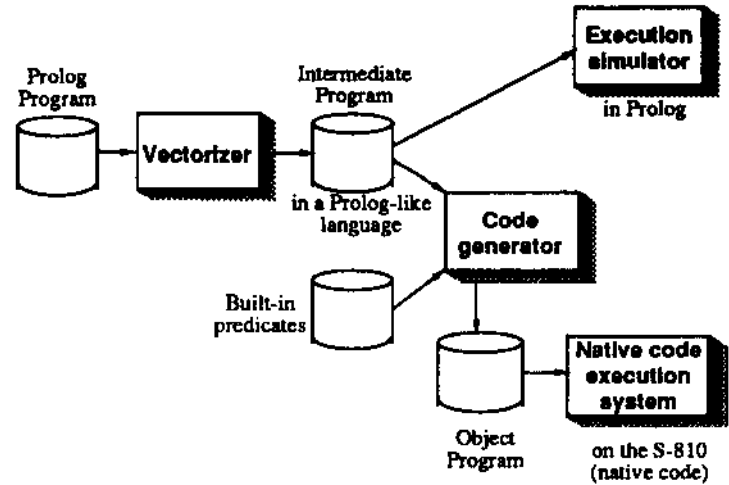 Prolog
Program
Vectorizer
Intermediate
Program
in a Prolog-like
language
Execution
simulator
in Prolog
Code
generator
Built-in
predicates
Object
Program
Native code
execution
system
on the S-810
(native code)